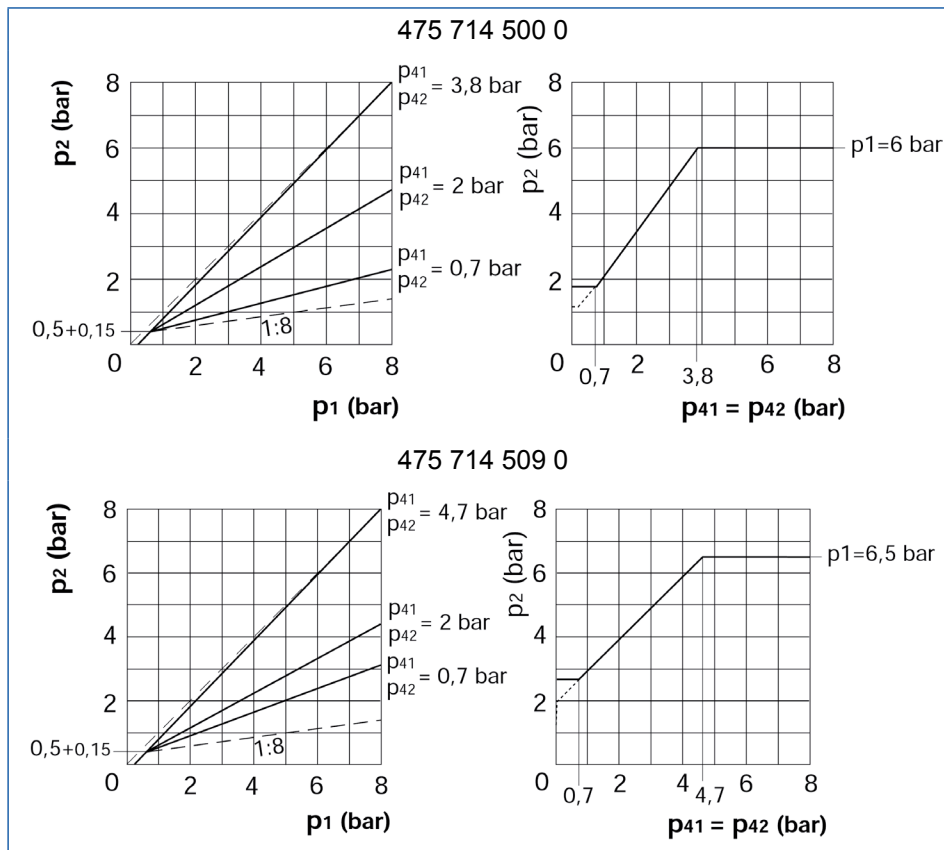 475 714 500 0
p2 (bar)
8
6
4
2
0,5+0,15
0
2
4
6
8
p1 (bar)
1:8
p41
p42 = 3,8 bar
p41
p42 = 2 bar
p41
p42 = 0,7 bar
p2 (bar)
8
6
4
2
0
0,7
2
3,8
6
8
p41 = p42 (bar)
p1=6 bar
475 714 509 0
p2 (bar)
8
6
4
2
0,5+0,15
0
2
4
6
8
p1 (bar)
1:8
p41
p42 = 4,7 bar
p41
p42 = 2 bar
p41
p42 = 0,7 bar
p2 (bar)
8
6
4
2
0
0,7
2
4
4,7
6
8
p41 = p42 (bar)
p1=6,5 bar